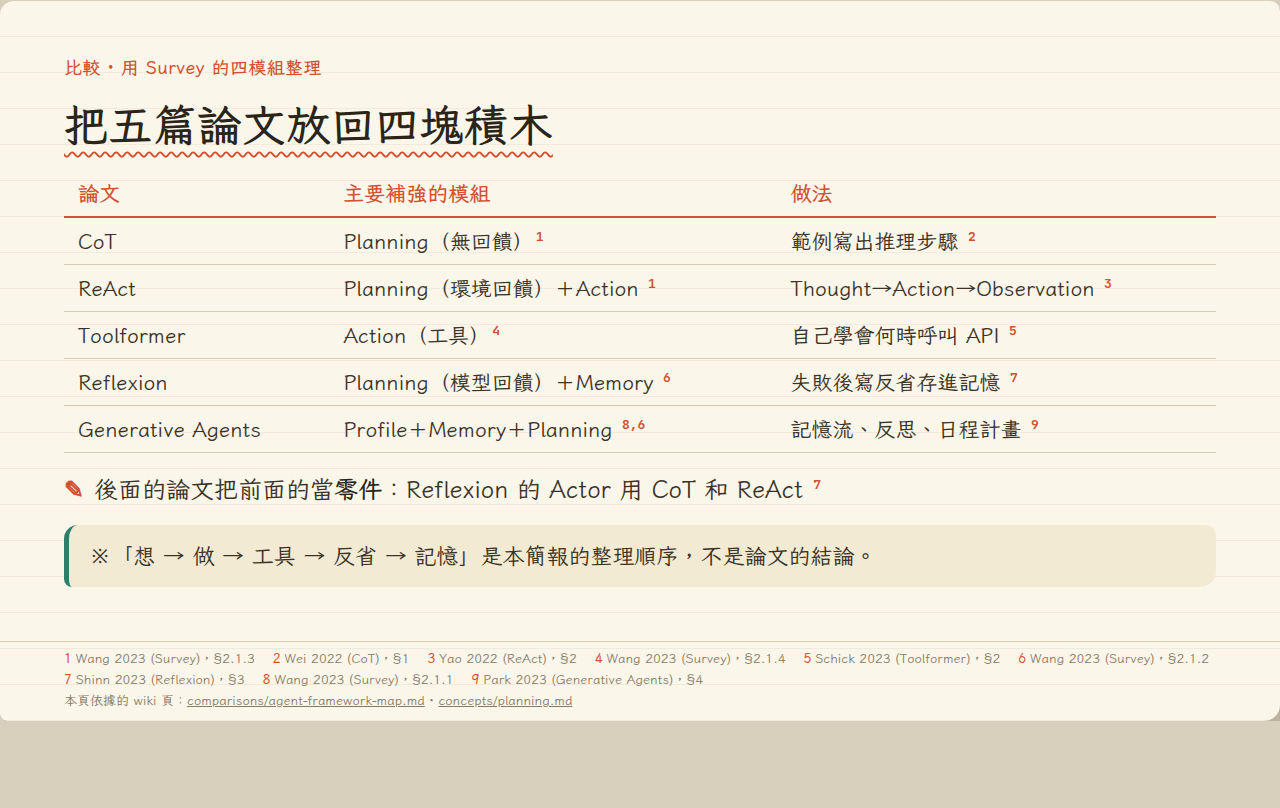 比較・用 Survey 的四模組整理
把五篇論文放回四塊積木
論文 主要補強的模組 做法
CoT Planning（無回饋） 1 範例寫出推理步驟 2
ReAct Planning（環境回饋）＋Action 1 Thought→Action→Observation 3
Toolformer Action（工具） 4 自己學會何時呼叫 API 5
Reflexion Planning（模型回饋）＋Memory 6 失敗後寫反省存進記憶 7
Generative Agents Profile＋Memory＋Planning 8,6 記憶流、反思、日程計畫 9
✎ 後面的論文把前面的當零件：Reflexion 的 Actor 用 CoT 和 ReAct 7
※「想 → 做 → 工具 → 反省 → 記憶」是本簡報的整理順序，不是論文的結論。
1 Wang 2023 (Survey)，§2.1.3 2 Wei 2022 (CoT)，§1 3 Yao 2022 (ReAct)，§2 4 Wang 2023 (Survey)，§2.1.4 5 Schick 2023 (Toolformer)，§2 6 Wang 2023 (Survey)，§2.1.2
7 Shinn 2023 (Reflexion)，§3 8 Wang 2023 (Survey)，§2.1.1 9 Park 2023 (Generative Agents)，§4
本頁依據的 wiki 頁：comparisons/agent-framework-map.md・concepts/planning.md